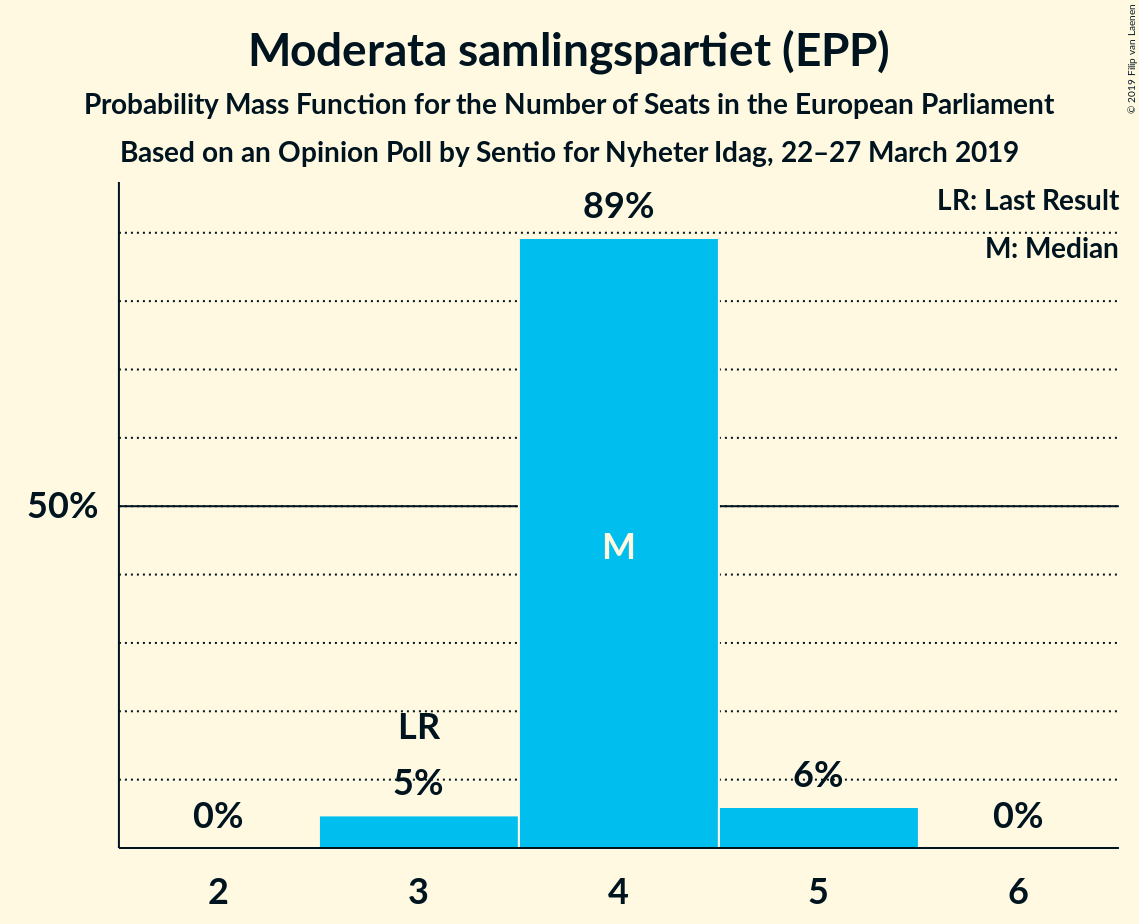 Moderata samlingspartiet (EPP)
Probability Mass Function for the Number of Seats in the European Parliament
Based on an Opinion Poll by Sentio for Nyheter Idag, 22–27 March 2019
© 2019 Filip van Laenen
LR: Last Result
M: Median
89%
50%
M
LR
5%
6%
0%
0%
2
3
4
5
6